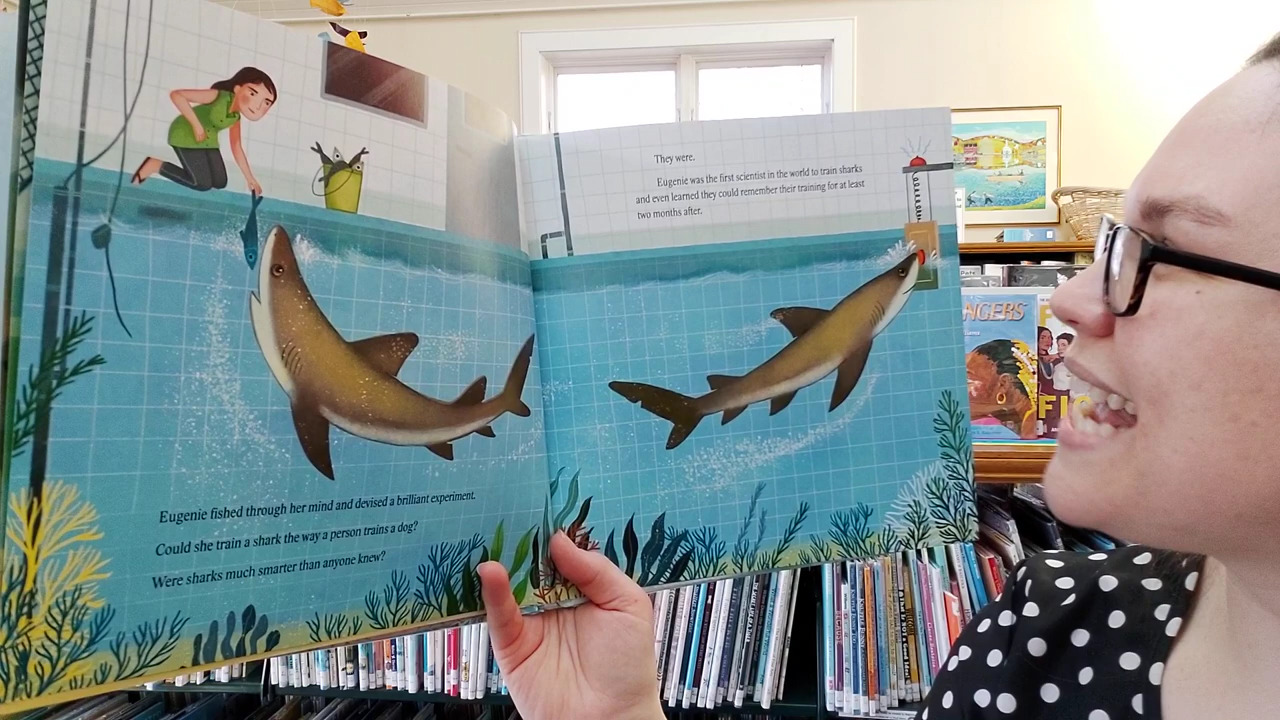 Eugenie fished through her mind and devised a brilliant experiment.
Could she train a shark the way a person trains a dog?
Were sharks much smarter than anyone knew?
They were.
Eugenie was the first scientist in the world to train sharks
and even learned they could remember their training for at least
two months after.
NGERS